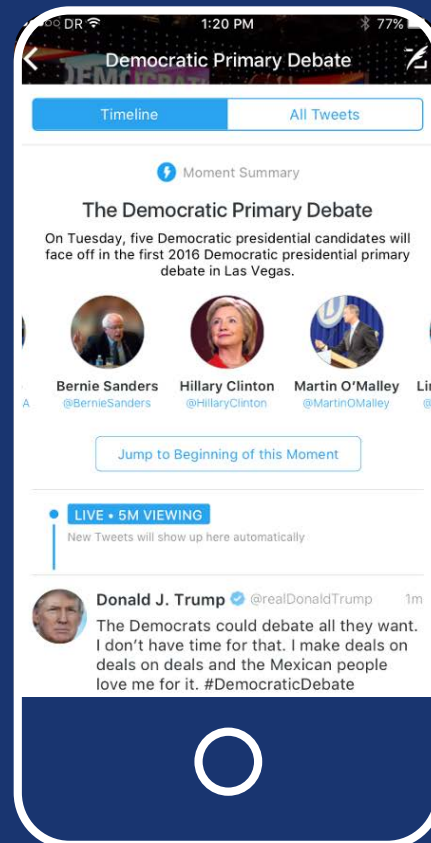 DR 1:20 PM 77%
Democratic Primary Debate
Timeline All Tweets
Moment Summary
The Democratic Primary Debate
On Tuesday, five Democratic presidential candidates will
face off in the first 2016 Democratic presidential primary
debate in Las Vegas.
Bernie Sanders Hillary Clinton Martin O’Malley
@BernieSanders @HillaryClinton @MartinOMalley
Jump to Beginning of this Moment
LIVE • 5M VIEWING
New Tweets will show up here automatically
Donald J. Trump @realDonaldTrump 1m
The Democrats could debate all they want.
I don’t have time for that. I make deals on
deals on deals and the Mexican people
love me for it. #DemocraticDebate